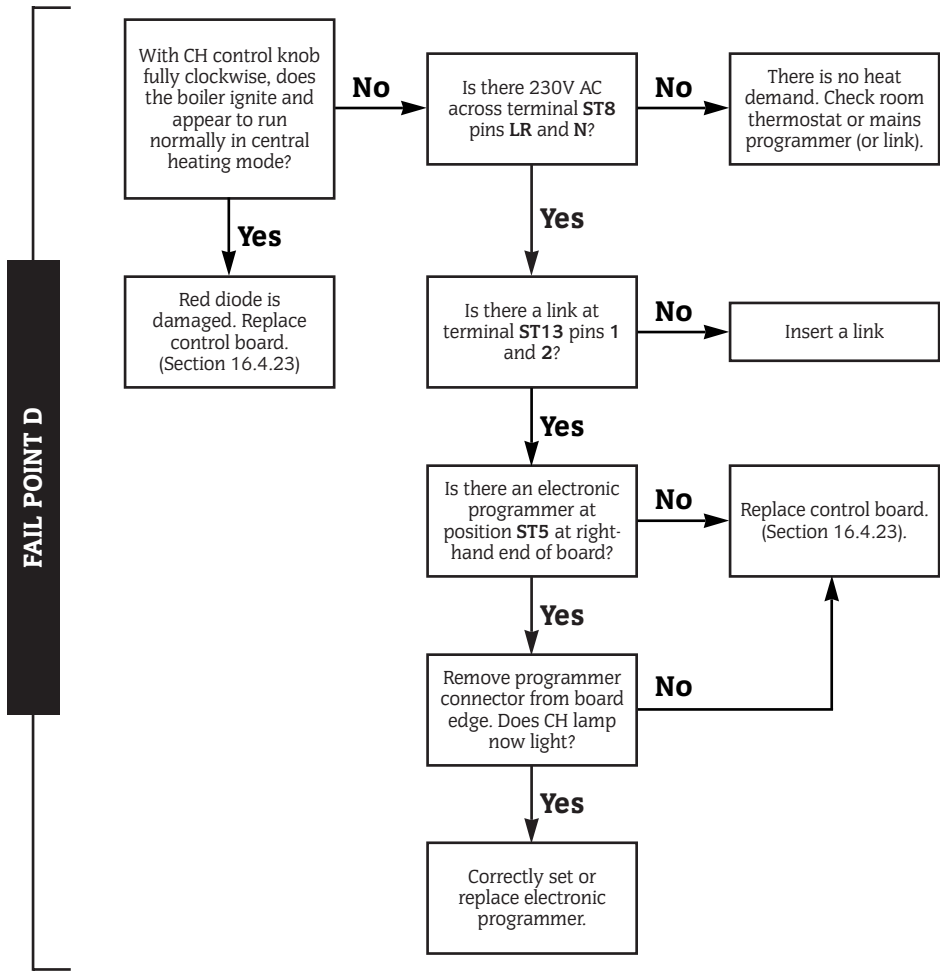 With CH control knob
fully clockwise, does
the boiler ignite and
appear to run
normally in central
heating mode?
No
Is there 230V AC
across terminal ST8
pins LR and N?
No
There is no heat
demand. Check room
thermostat or mains
programmer (or link).
Yes
Yes
Red diode is
damaged. Replace
control board.
(Section 16.4.23)
Is there a link at
terminal ST13 pins 1
and 2?
No
Insert a link
Yes
FAIL POINT D
Is there an electronic
programmer at
position ST5 at right-
hand end of board?
No
Replace control board.
(Section 16.4.23).
Yes
Remove programmer
connector from board
edge. Does CH lamp
now light?
No
Yes
Correctly set or
replace electronic
programmer.